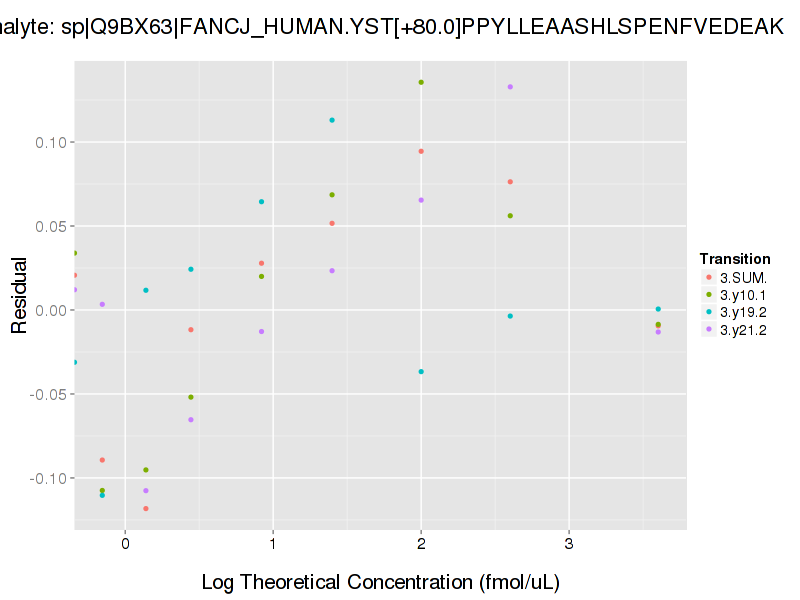 nalyte: sp|Q9BX63|FANCJ_HUMAN.YST[+80.0]PPYLLEAASHLSPENFVEDEAK
0.10
0.05
0.00
-0.05
-0.10
Residual
0
1
2
3
Log Theoretical Concentration (fmol/uL)
Transition
3.SUM.
3.y10.1
3.y19.2
3.y21.2